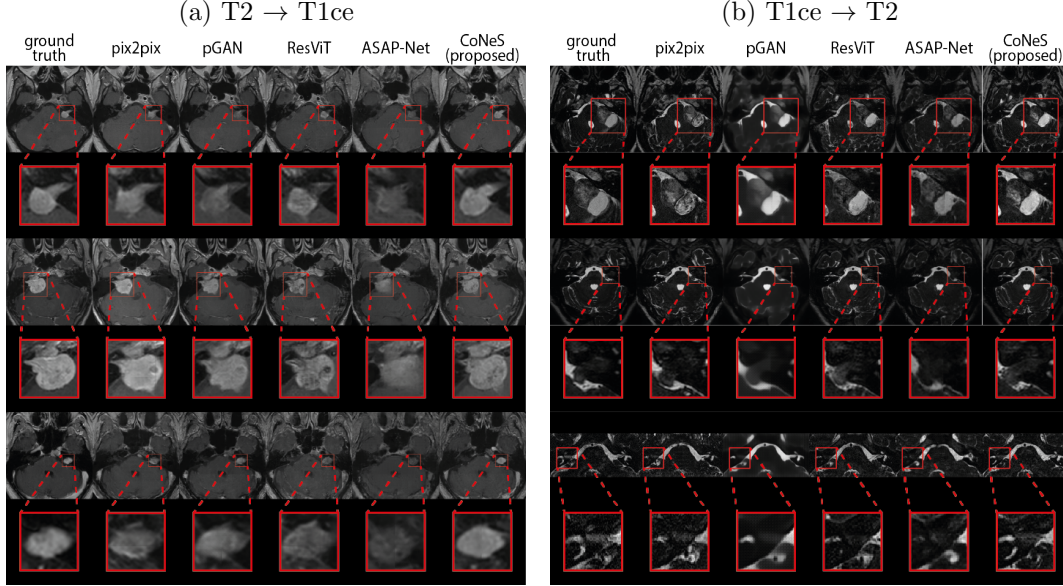 (a) T2 → T1ce
(b) T1ce → T2
ground truth
pix2pix
pGAN
ResViT
ASAP-Net
CoNeS (proposed)
ground truth
pix2pix
pGAN
ResViT
ASAP-Net
CoNeS (proposed)